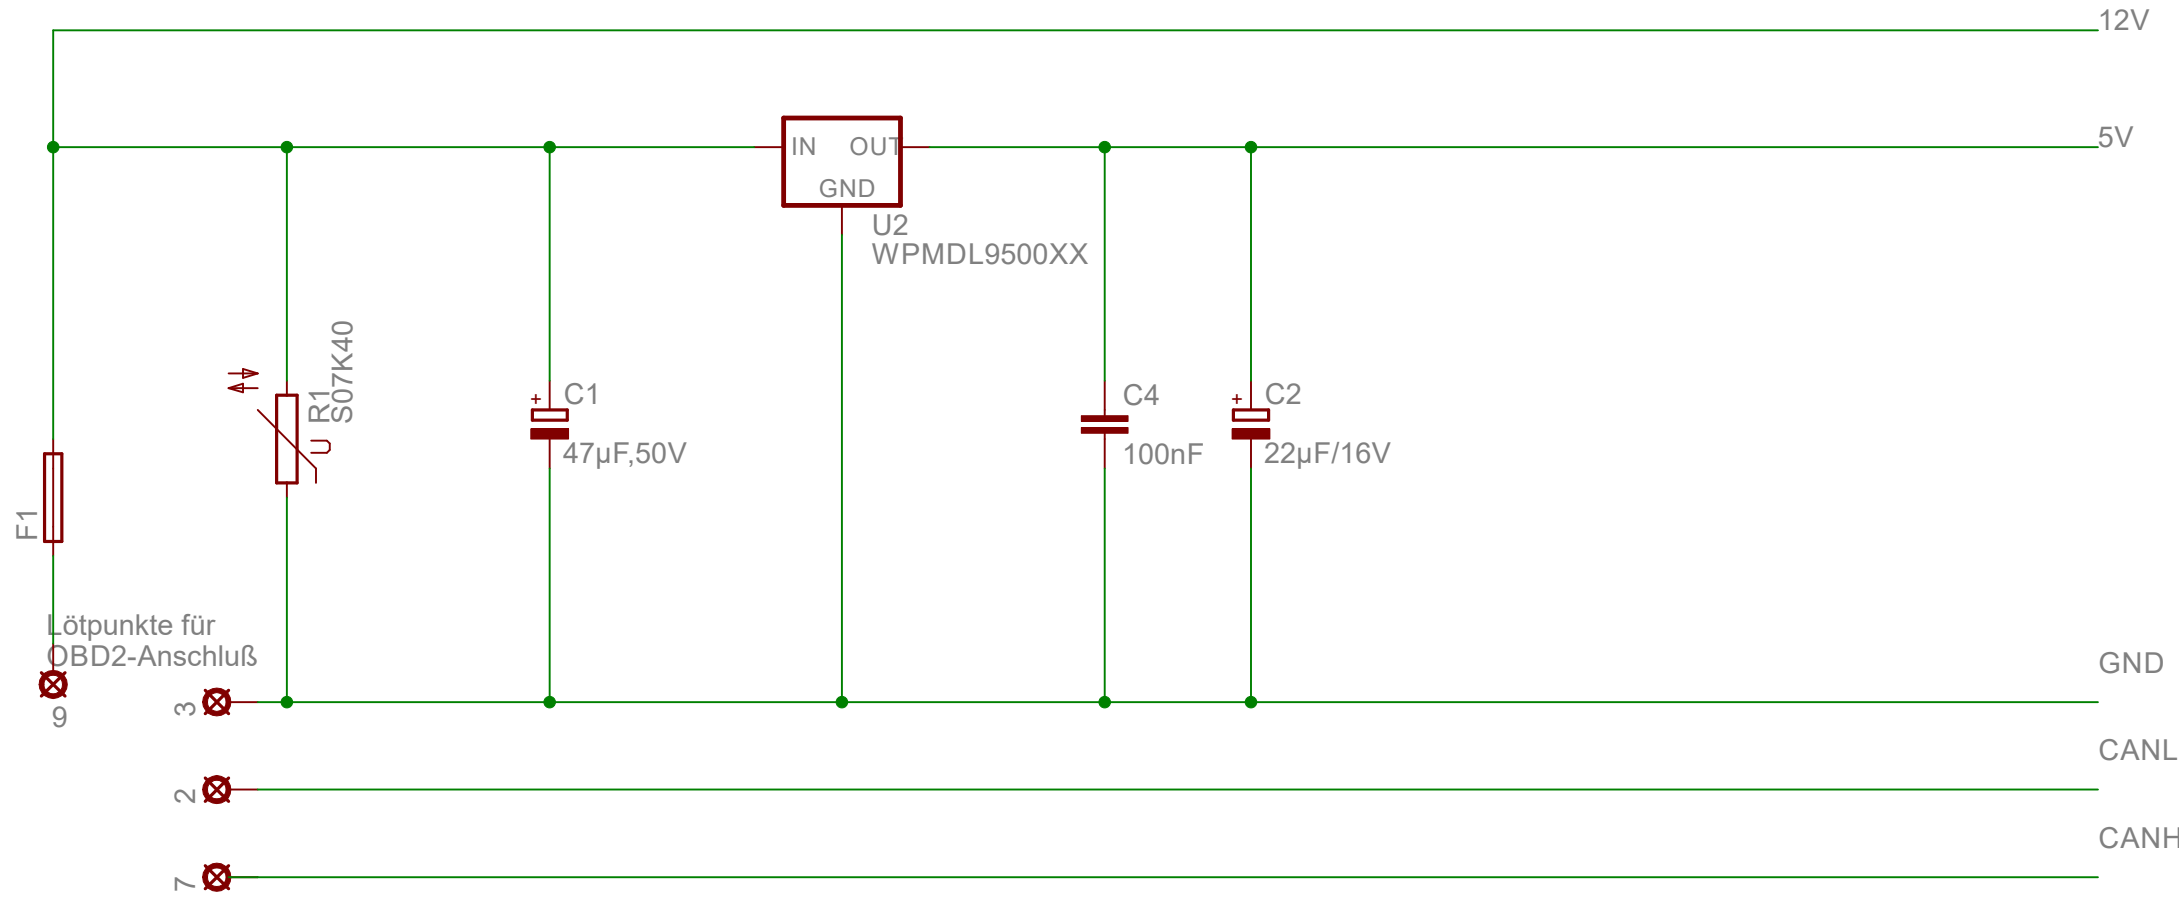 12V
5V
IN OUT
GND
U2
WPMDL9500XX
R1
S07K40
U
+ C1
47µF,50V
C4
100nF
+ C2
22µF/16V
F1
Lötpunkte für
OBD2-Anschluß
9
3
GND
2
CANL
7
CANH